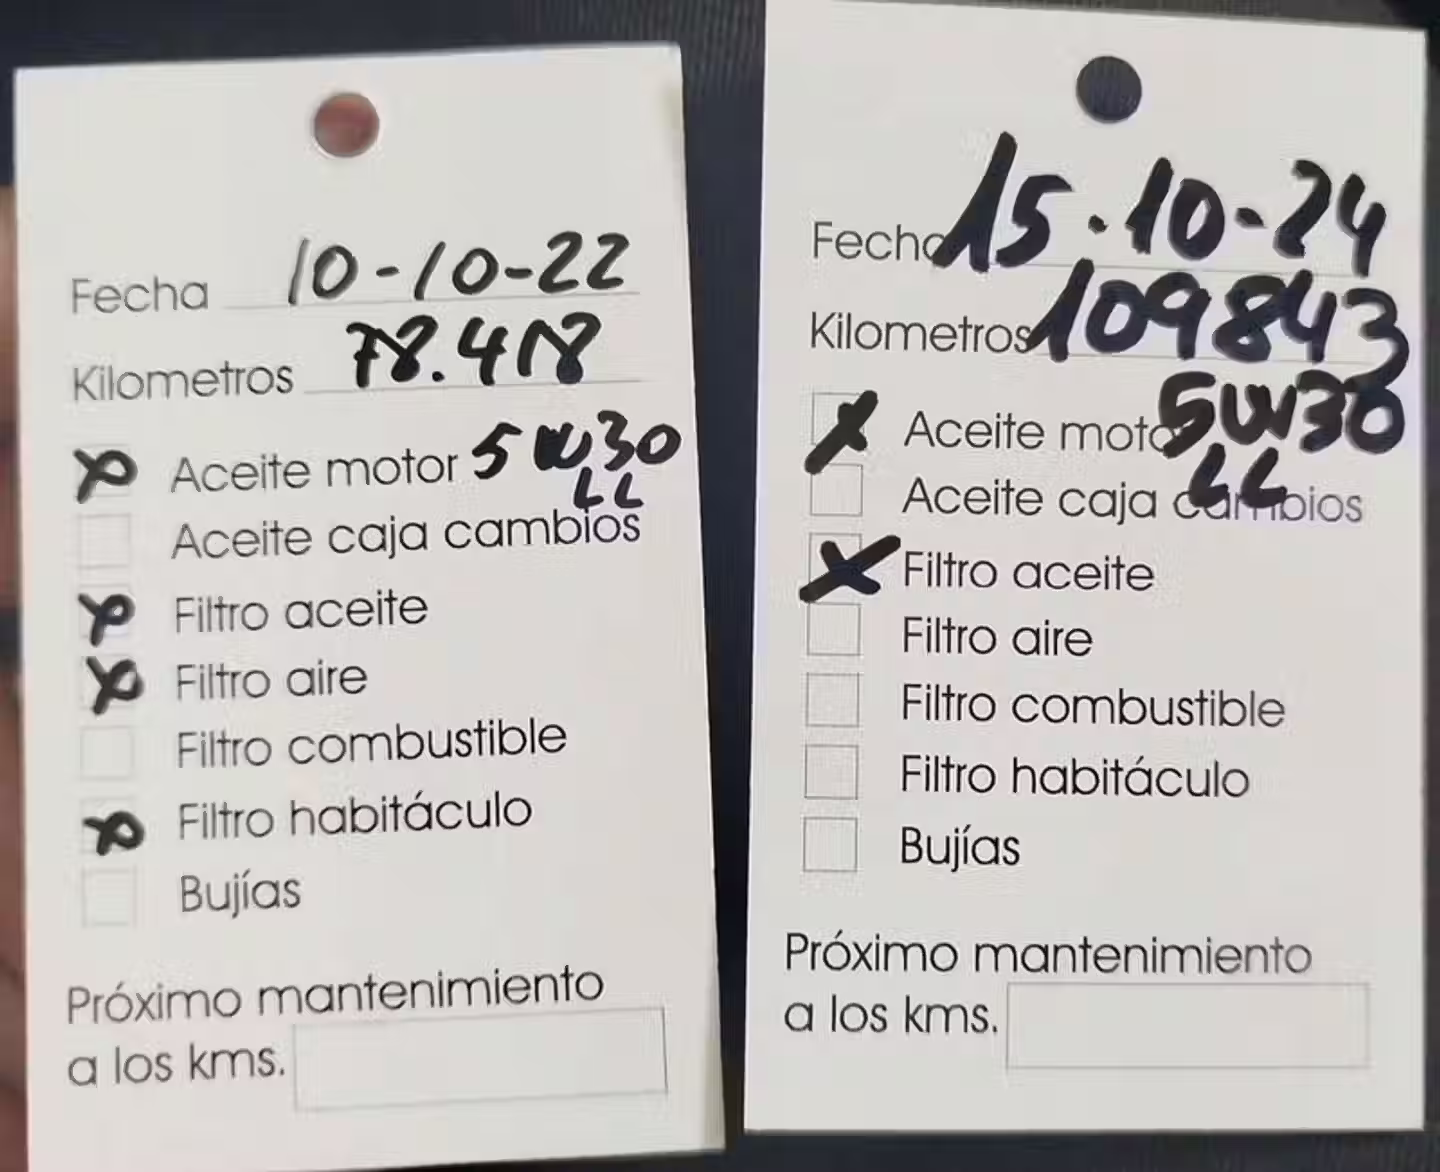 Fecha 10-10-22
Kilometros 78.418
Aceite motor 5W30
LL
Aceite caja cambios
Filtro aceite
Filtro aire
Filtro combustible
Filtro habitáculo
Bujías
Próximo mantenimiento
a los kms.
Fecha 15.10-24
Kilometros 109843
Aceite motor 5W30
LL
Aceite caja cambios
Filtro aceite
Filtro aire
Filtro combustible
Filtro habitáculo
Bujías
Próximo mantenimiento
a los kms.